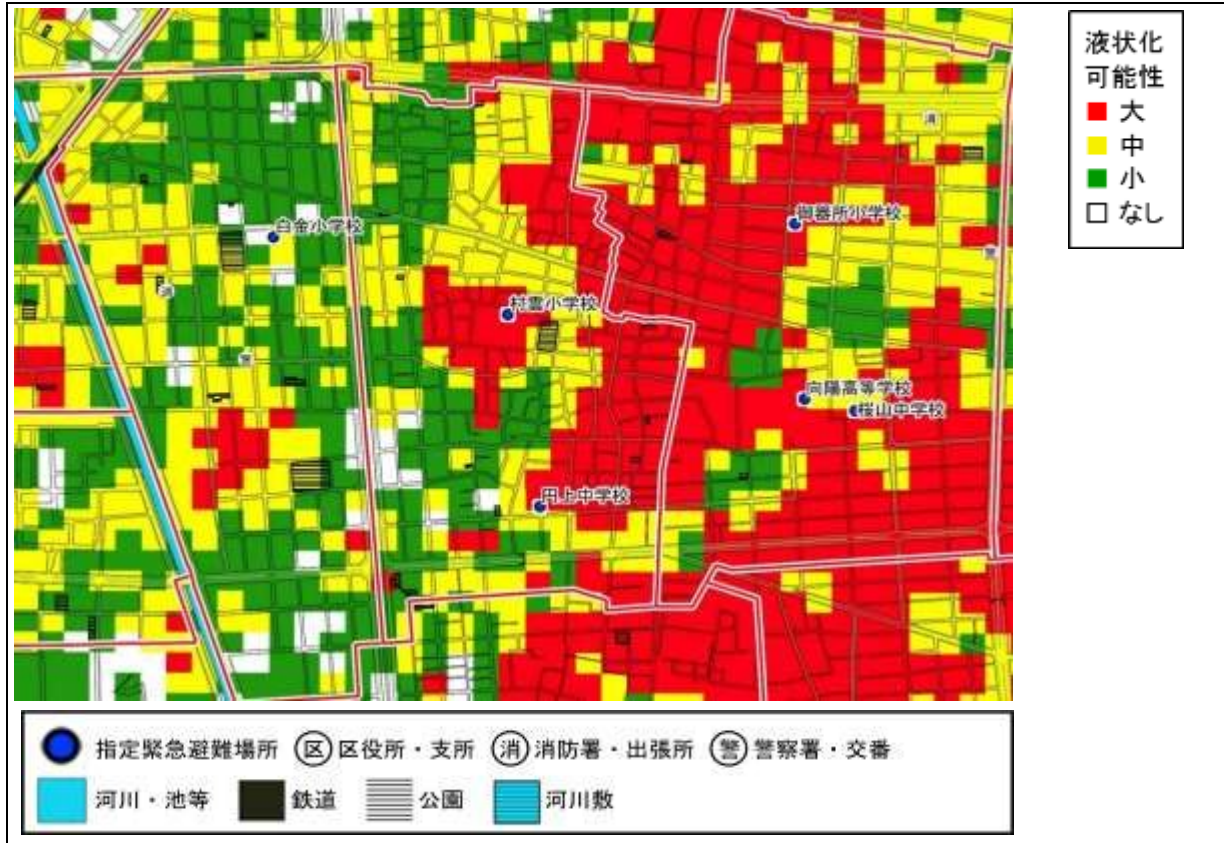 液状化
可能性
大
中
小
なし
消
御器所小学校
白金小学校
警
消
村雲小学校
警
向陽高等学校
桜山中学校
円上中学校
指定緊急避難場所 区 区役所・支所 消 消防署・出張所 警 警察署・交番
河川・池等 鉄道 公園 河川敷